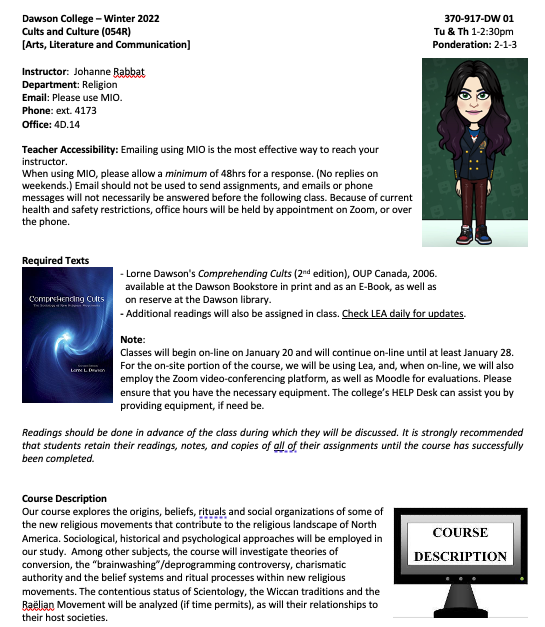 Dawson College – Winter 2022
370-917-DW 01
Cults and Culture (054R)
Tu & Th 1-2:30pm
[Arts, Literature and Communication]
Ponderation: 2-1-3
Instructor: Johanne Rabbat
Department: Religion
Email: Please use MIO.
Phone: ext. 4173
Office: 4D.14
Teacher Accessibility: Emailing using MIO is the most effective way to reach your
instructor.
When using MIO, please allow a minimum of 48hrs for a response. (No replies on
weekends.) Email should not be used to send assignments, and emails or phone
messages will not necessarily be answered before the following class. Because of current
health and safety restrictions, office hours will be held by appointment on Zoom, or over
the phone.
Required Texts
- Lorne Dawson's Comprehending Cults (2nd edition), OUP Canada, 2006.
available at the Dawson Bookstore in print and as an E-Book, as well as
on reserve at the Dawson library.
- Additional readings will also be assigned in class. Check LEA daily for updates.
Comprehending Cults
Lorne L. Dawson
Note:
Classes will begin on-line on January 20 and will continue on-line until at least January 28.
For the on-site portion of the course, we will be using Lea, and, when on-line, we will also
employ the Zoom video-conferencing platform, as well as Moodle for evaluations. Please
ensure that you have the necessary equipment. The college's HELP Desk can assist you by
providing equipment, if need be.
Readings should be done in advance of the class during which they will be discussed. It is strongly recommended
that students retain their readings, notes, and copies of all of their assignments until the course has successfully
been completed.
Course Description
Our course explores the origins, beliefs, rituals and social organizations of some of
the new religious movements that contribute to the religious landscape of North
America. Sociological, historical and psychological approaches will be employed in
our study. Among other subjects, the course will investigate theories of
conversion, the "brainwashing"/deprogramming controversy, charismatic
authority and the belief systems and ritual processes within new religious
movements. The contentious status of Scientology, the Wiccan traditions and the
Raëlian Movement will be analyzed (if time permits), as will their relationships to
their host societies.
COURSE
DESCRIPTION